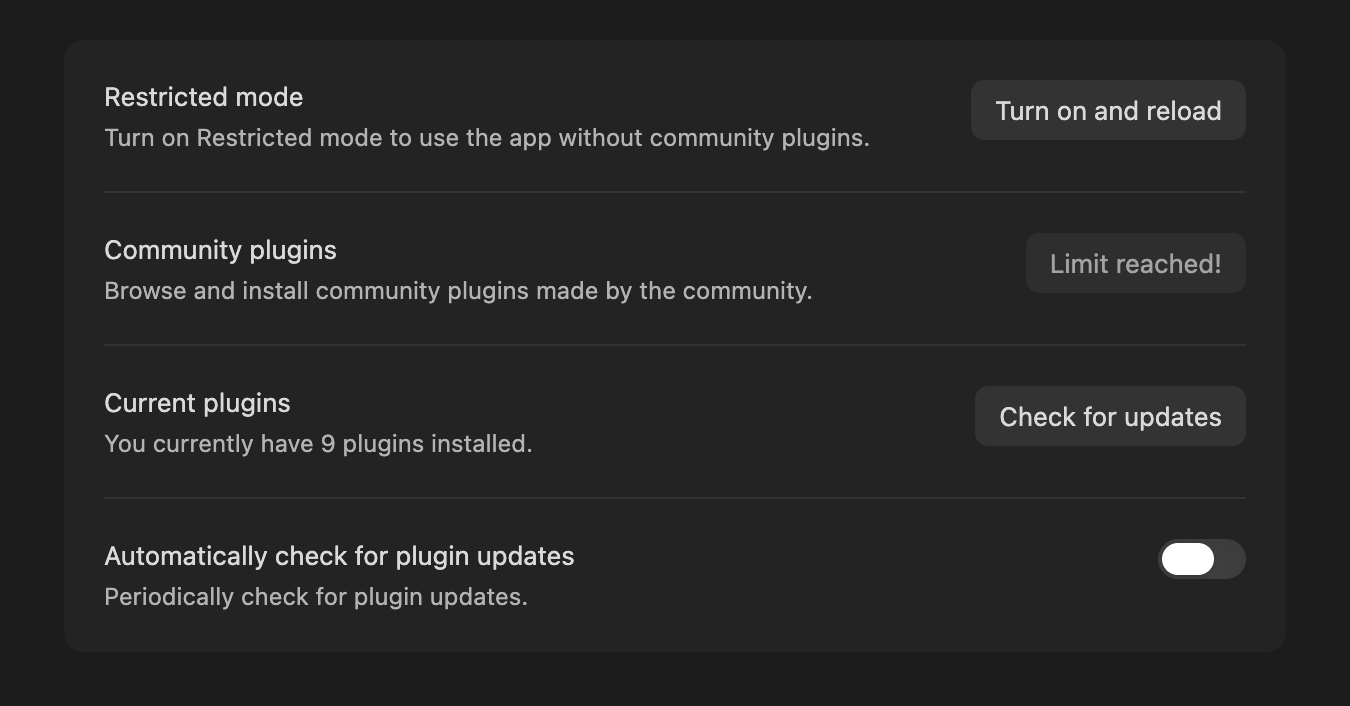 Restricted mode
Turn on Restricted mode to use the app without community plugins.
Turn on and reload
Community plugins
Browse and install community plugins made by the community.
Limit reached!
Current plugins
You currently have 9 plugins installed.
Check for updates
Automatically check for plugin updates
Periodically check for plugin updates.